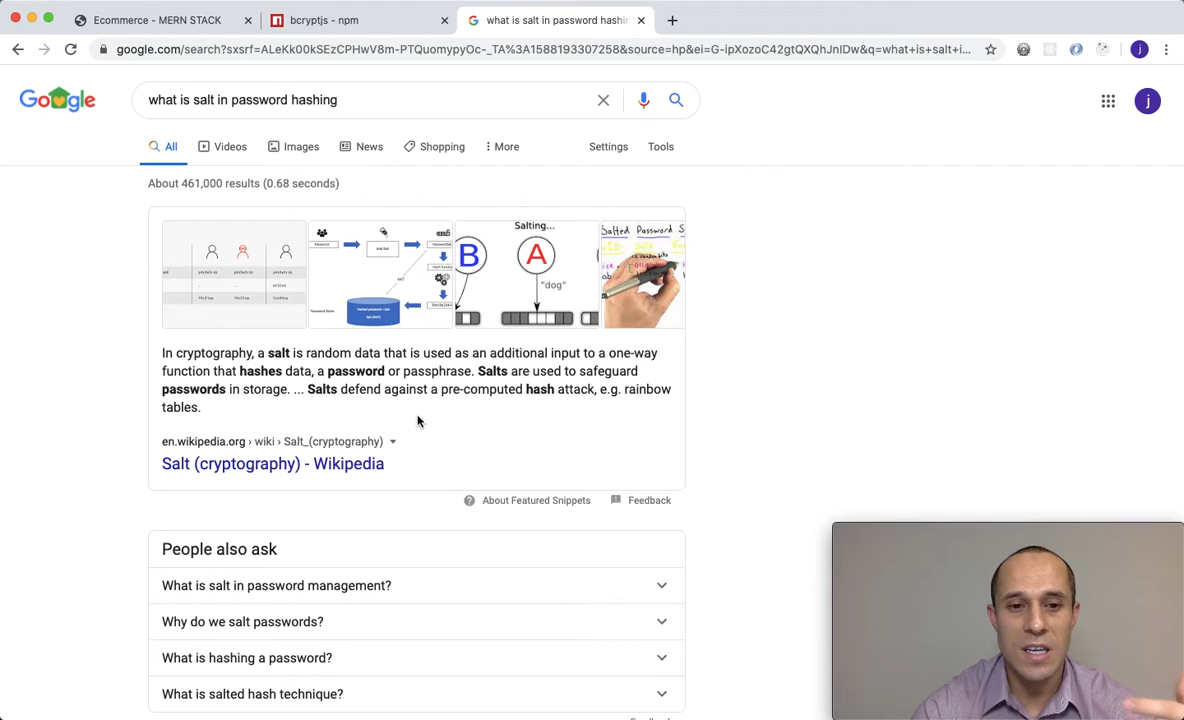 Ecommerce - MERN STACK
bcryptjs - npm
what is salt in password hashin
google.com/search?sxsrf=ALeKk00kSEzCPHwV8m-PTQuomypyOc-_TA%3A1588193307258&source=hp&ei=G-ipXozoC42gtQXQhJnIDw&q=what+is+salt+i...
j
Google
what is salt in password hashing
j
All
Videos
Images
News
Shopping
More
Settings
Tools
About 461,000 results (0.68 seconds)
Salting...
B
A
"dog"
Salted Password S
In cryptography, a salt is random data that is used as an additional input to a one-way
function that hashes data, a password or passphrase. Salts are used to safeguard
passwords in storage. ... Salts defend against a pre-computed hash attack, e.g. rainbow
tables.
en.wikipedia.org › wiki › Salt_(cryptography)
Salt (cryptography) - Wikipedia
About Featured Snippets
Feedback
People also ask
What is salt in password management?
Why do we salt passwords?
What is hashing a password?
What is salted hash technique?